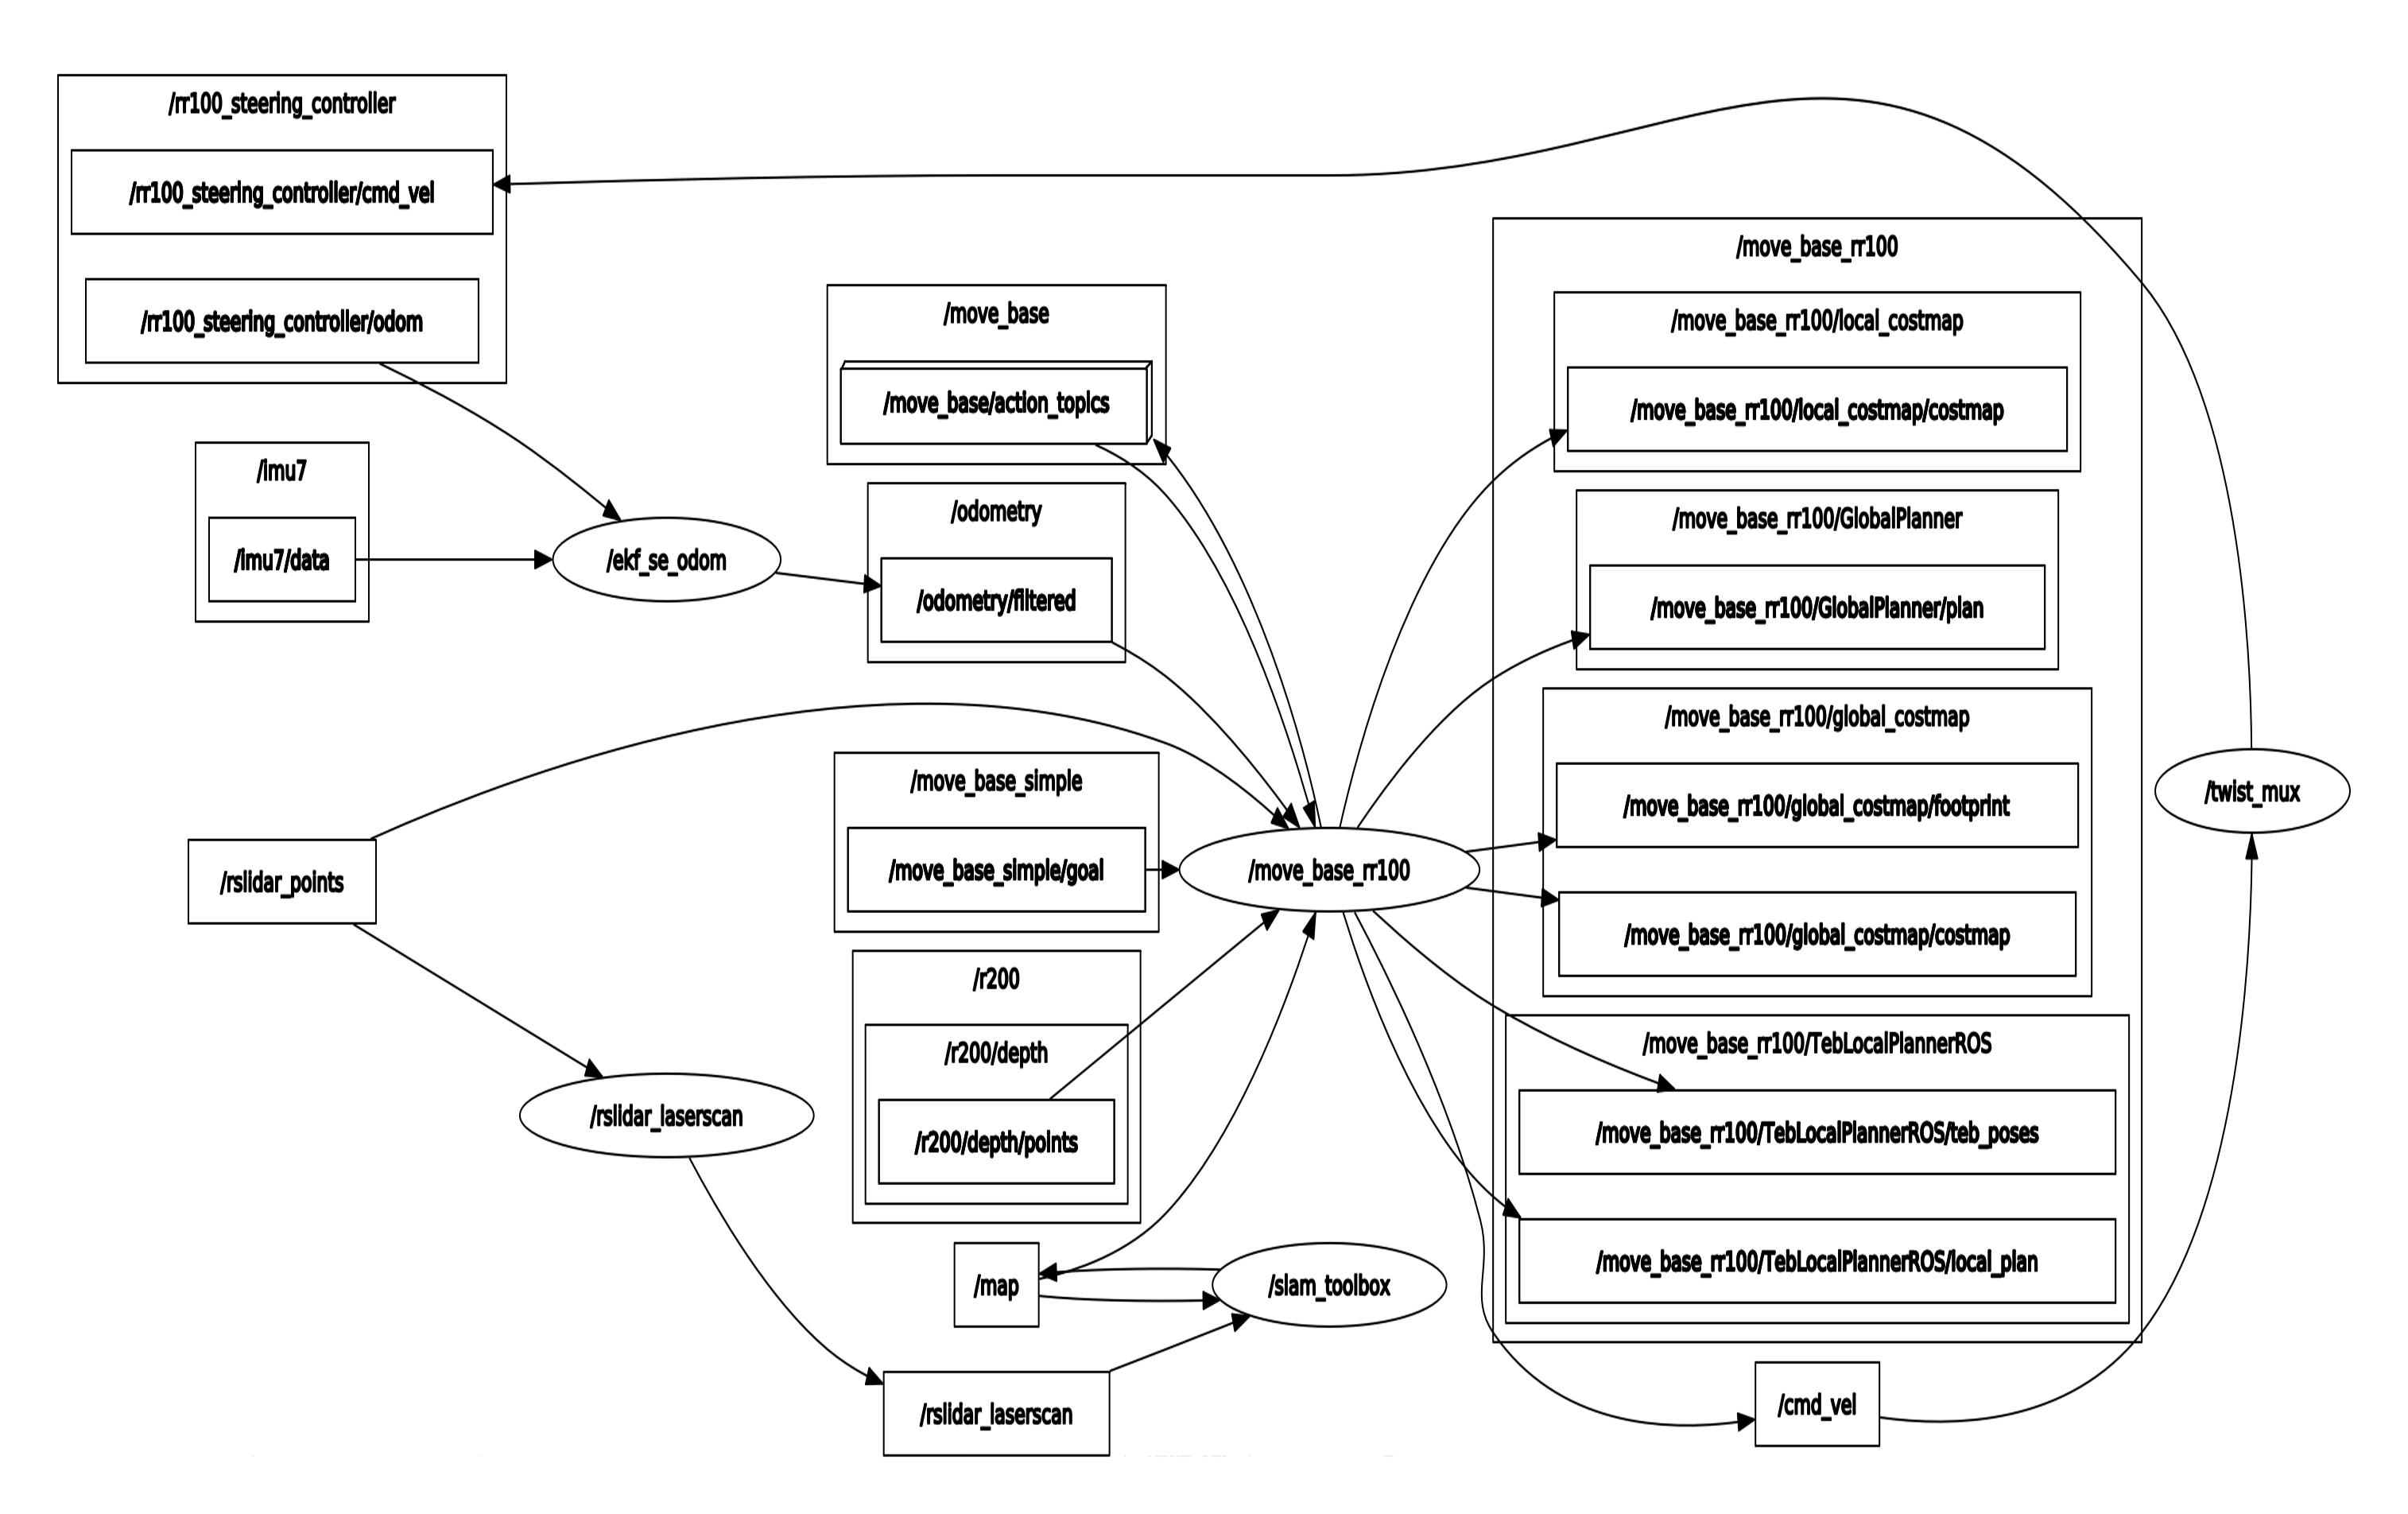 /rr100_steering_controller
/rr100_steering_controller/cmd_vel
/rr100_steering_controller/odom
/imu7
/imu7/data
/ekf_se_odom
/rslidar_points
/rslidar_laserscan
/move_base
/move_base/action_topics
/odometry
/odometry/filtered
/move_base_simple
/move_base_simple/goal
/r200
/r200/depth
/r200/depth/points
/map
/rslidar_laserscan
/move_base_rr100
/slam_toolbox
/move_base_rr100
/move_base_rr100/local_costmap
/move_base_rr100/local_costmap/costmap
/move_base_rr100/GlobalPlanner
/move_base_rr100/GlobalPlanner/plan
/move_base_rr100/global_costmap
/move_base_rr100/global_costmap/footprint
/move_base_rr100/global_costmap/costmap
/move_base_rr100/TebLocalPlannerROS
/move_base_rr100/TebLocalPlannerROS/teb_poses
/move_base_rr100/TebLocalPlannerROS/local_plan
/cmd_vel
/twist_mux